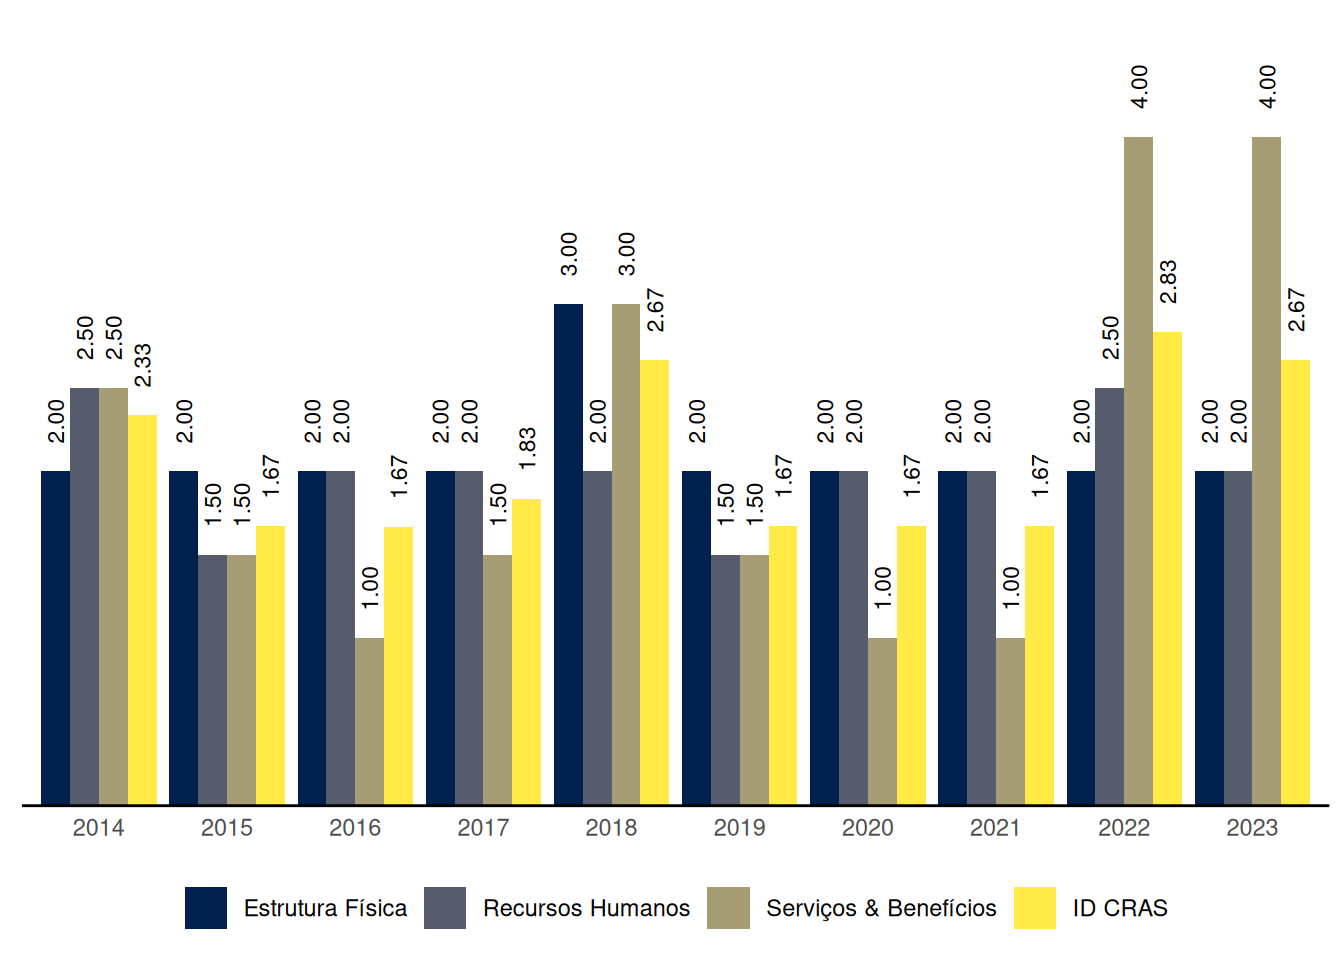 4.00 4.00
2.83
3.00 3.00 2.67 2.50 2.67
2.50 2.50 2.33
2.00 2.00 2.00 2.00 2.00 2.00 1.83 2.00 2.00 2.00 2.00 2.00 2.00 2.00 2.00
1.50 1.50 1.67 1.67 1.50 1.50 1.50 1.67 1.67 1.67
1.00 1.00 1.00
2014 2015 2016 2017 2018 2019 2020 2021 2022 2023
Estrutura Física Recursos Humanos Serviços & Benefícios ID CRAS